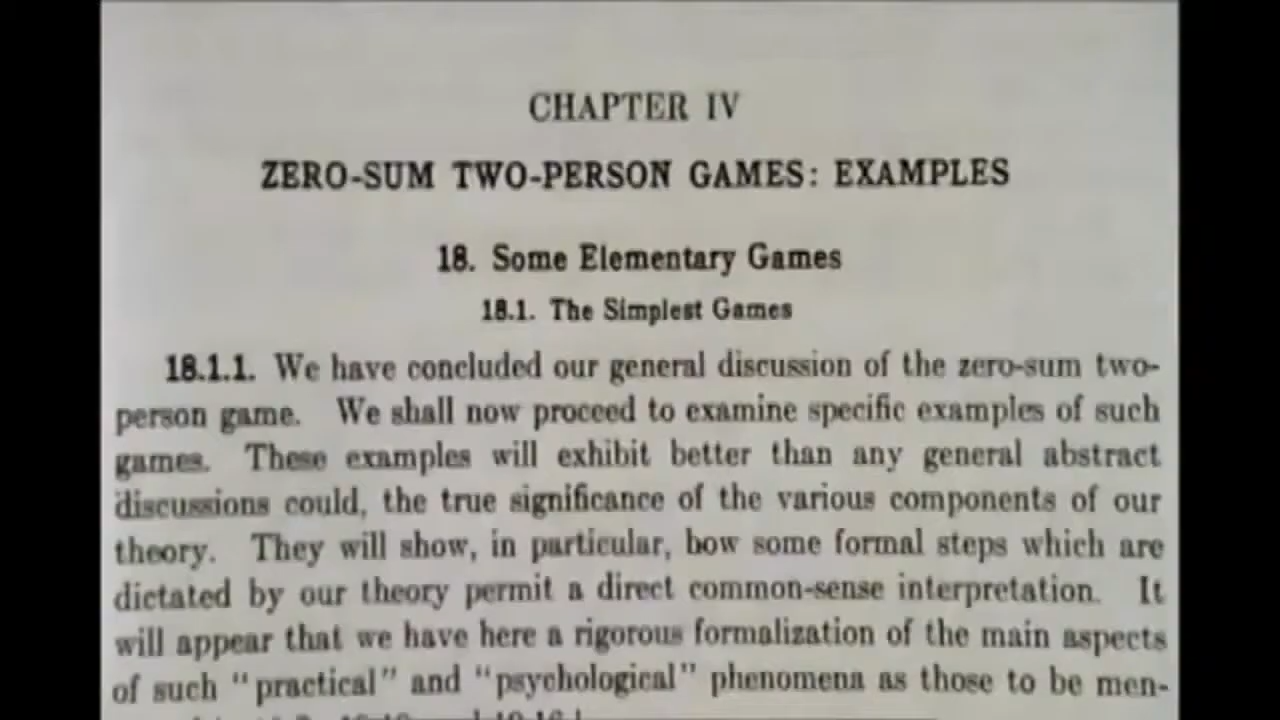 CHAPTER IV
ZERO-SUM TWO-PERSON GAMES: EXAMPLES
18. Some Elementary Games
18.1. The Simplest Games
18.1.1. We have concluded our general discussion of the zero-sum two-
person game. We shall now proceed to examine specific examples of such
games. These examples will exhibit better than any general abstract
discussions could, the true significance of the various components of our
theory. They will show, in particular, how some formal steps which are
dictated by our theory permit a direct common-sense interpretation. It
will appear that we have here a rigorous formalization of the main aspects
of such "practical" and "psychological" phenomena as those to be men-